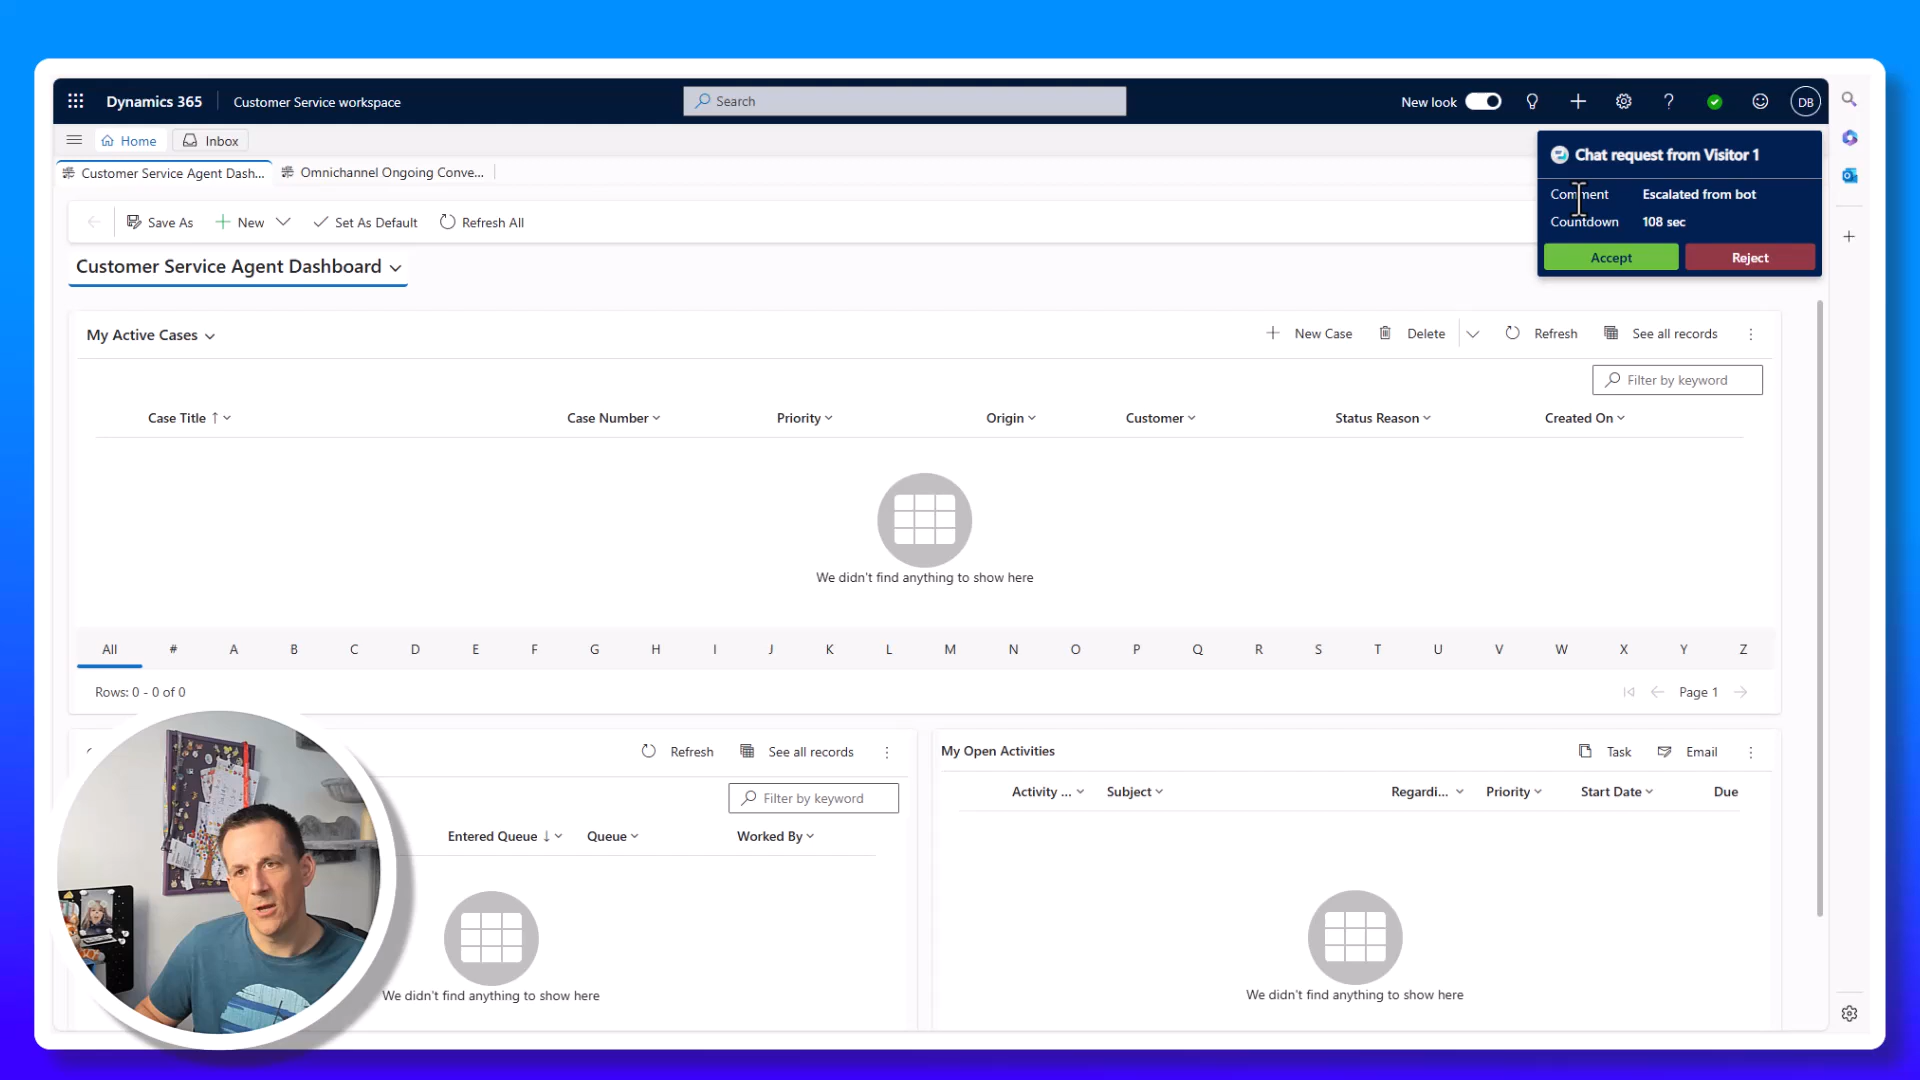 Dynamics 365
Customer Service workspace
Search
New look
DB
Home
Inbox
Chat request from Visitor 1
Customer Service Agent Dash...
Omnichannel Ongoing Conve...
Comment Escalated from bot
Countdown 108 sec
Accept
Reject
Save As
New
Set As Default
Refresh All
Customer Service Agent Dashboard
My Active Cases
New Case
Delete
Refresh
See all records
Filter by keyword
Case Title
Case Number
Priority
Origin
Customer
Status Reason
Created On
We didn't find anything to show here
All # A B C D E F G H I J K L M N O P Q R S T U V W X Y Z
Rows: 0 - 0 of 0
Page 1
Refresh
See all records
Filter by keyword
Entered Queue
Queue
Worked By
We didn't find anything to show here
My Open Activities
Task
Email
Activity ...
Subject
Regardi...
Priority
Start Date
Due
We didn't find anything to show here